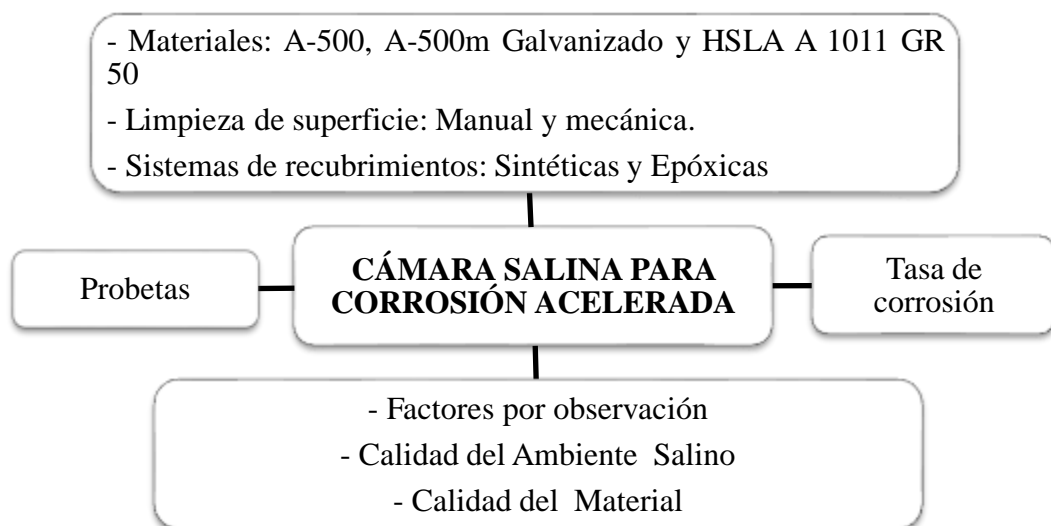 - Materiales: A-500, A-500m Galvanizado y HSLA A 1011 GR
50
- Limpieza de superficie: Manual y mecánica.
- Sistemas de recubrimientos: Sintéticas y Epóxicas
Probetas
CÁMARA SALINA PARA
CORROSIÓN ACELERADA
Tasa de
corrosión
- Factores por observación
- Calidad del Ambiente Salino
- Calidad del Material